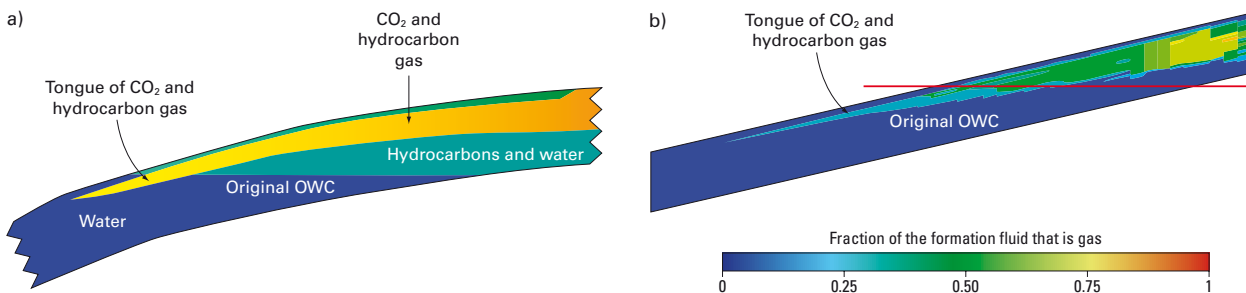 a)
CO₂ and
hydrocarbon
gas
Tongue of CO₂ and
hydrocarbon gas
Hydrocarbons and water
Original OWC
Water
b)
Tongue of CO₂ and
hydrocarbon gas
Original OWC
Fraction of the formation fluid that is gas
0 0.25 0.50 0.75 1